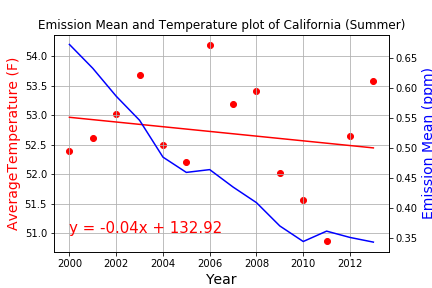 Emission Mean and Temperature plot of California (Summer)
AverageTemperature (F)
54.0
53.5
53.0
52.5
52.0
51.5
51.0
y = -0.04x + 132.92
0.65
0.60
0.55
0.50
0.45
0.40
0.35
Emission Mean (ppm)
2000 2002 2004 2006 2008 2010 2012
Year